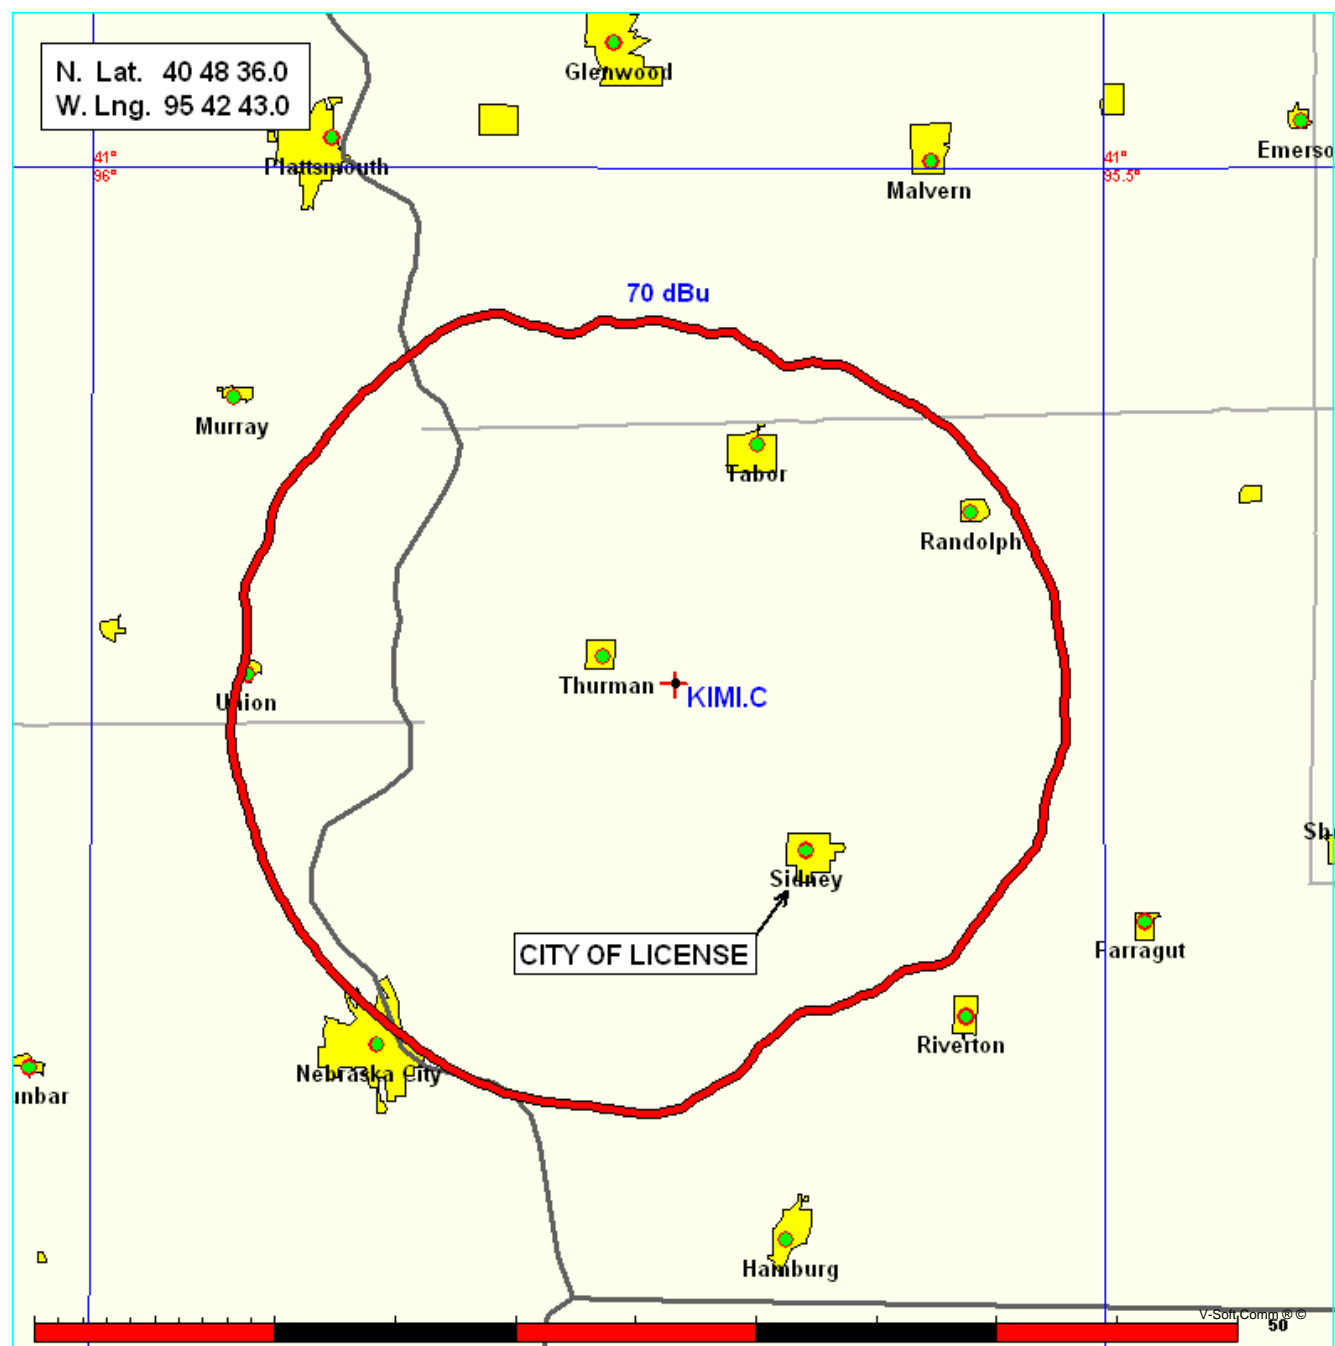 N. Lat. 40 48 36.0
W. Lng. 95 42 43.0
Glenwood
Plattsmouth
41°
96°
41°
95.5°
Emerso
Malvern
70 dBu
Murray
Tabor
Randolph
Thurman
KIMI.C
Union
Sidney
Sh
CITY OF LICENSE
Farragut
Riverton
Nebraska City
unbar
Hamburg
V-Soft Comm ® ©
50